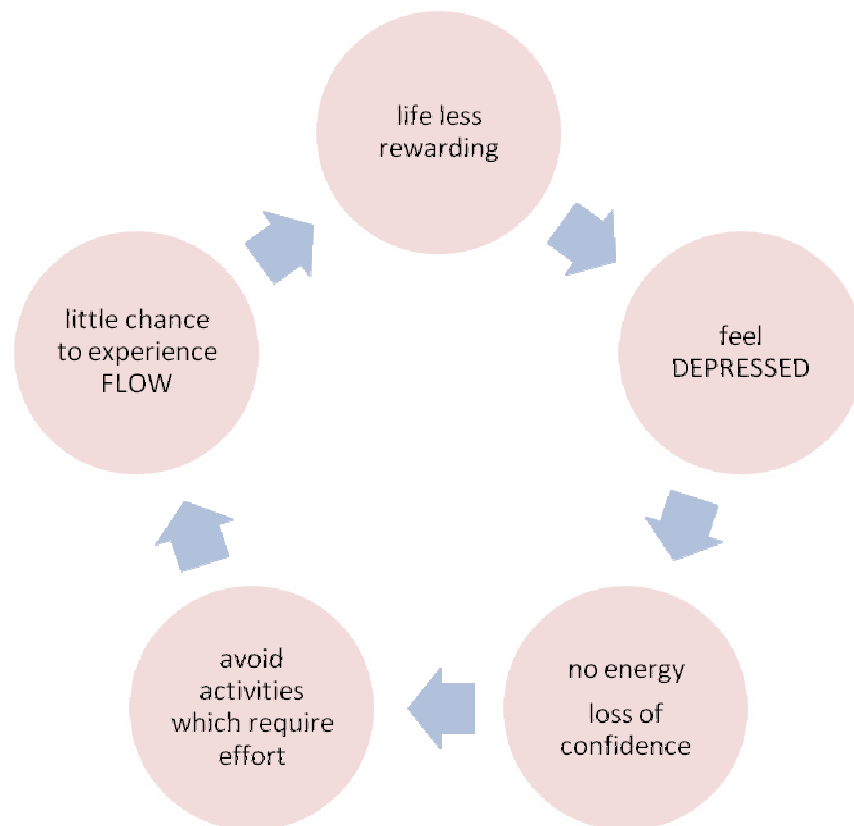 life less
rewarding
feel
DEPRESSED
no energy
loss of
confidence
avoid
activities
which require
effort
little chance
to experience
FLOW